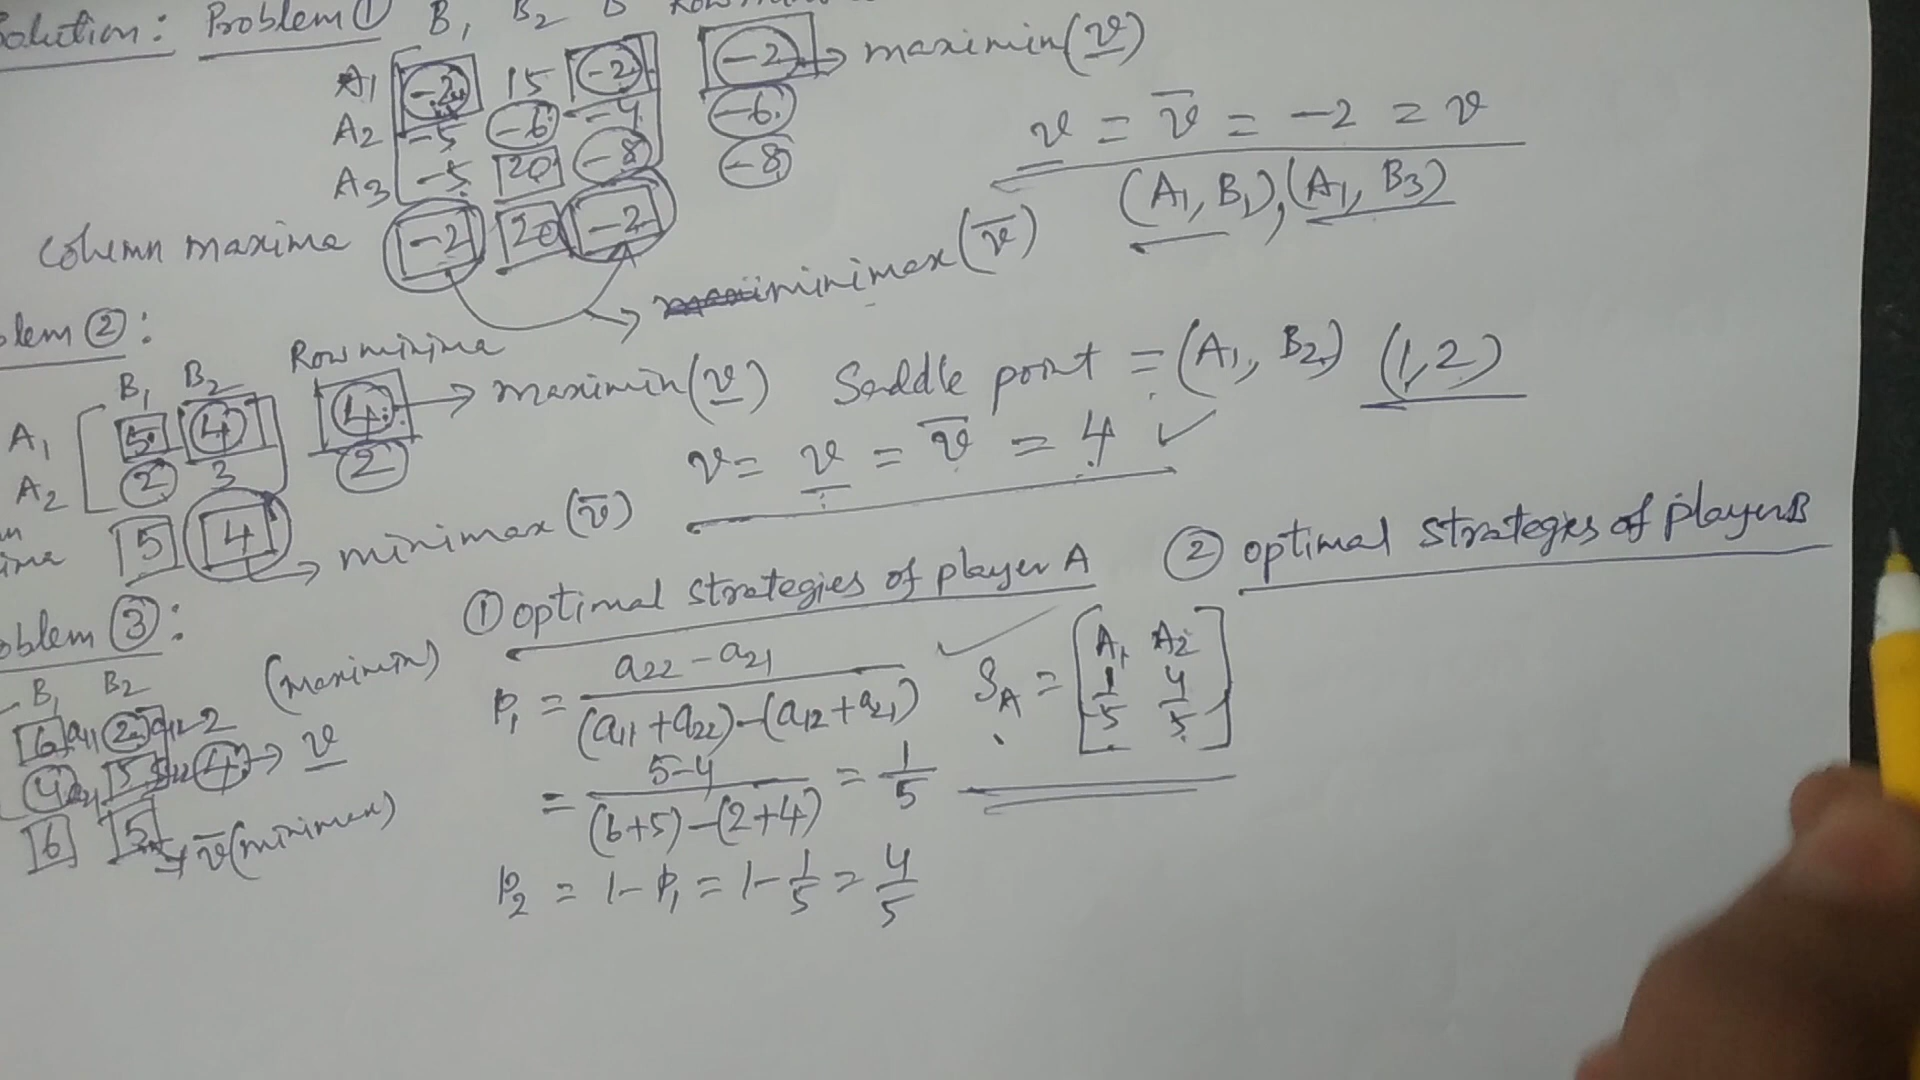 Solution: Problem ① B₁ B₂ B
A1 [-2 15 -2] -2 → maximin(v̲)
A2 -5 -6 -4 -6
A3 -5 20 -8 -8
v̲ = v̅ = -2 = v
(A₁, B₁), (A₁, B₃)
Column maxima -2 20 -2
minimax(v̅)
lem ②:
Row minima
B₁ B₂
A₁ [5 4] 4 → maximin(v̲)
A₂ 2 3 2
5 4 → minimax(v̅)
Saddle point = (A₁, B₂) (1,2)
v = v̲ = v̅ = 4 ✓
oblem ③:
B₁ B₂ (maximin)
6 a₁₁ 2 a₁₂ 2
4 a₂₁ 5 a₂₂ 4 → v̲
6 5 → v̅ (minimax)
① optimal strategies of player A
p₁ = a₂₂ - a₂₁ / (a₁₁ + a₂₂) - (a₁₂ + a₂₁)
= 5-4 / (6+5) - (2+4) = 1/5
p₂ = 1 - p₁ = 1 - 1/5 = 4/5
S_A = [A₁ A₂
1/5 4/5]
② optimal strategies of player B